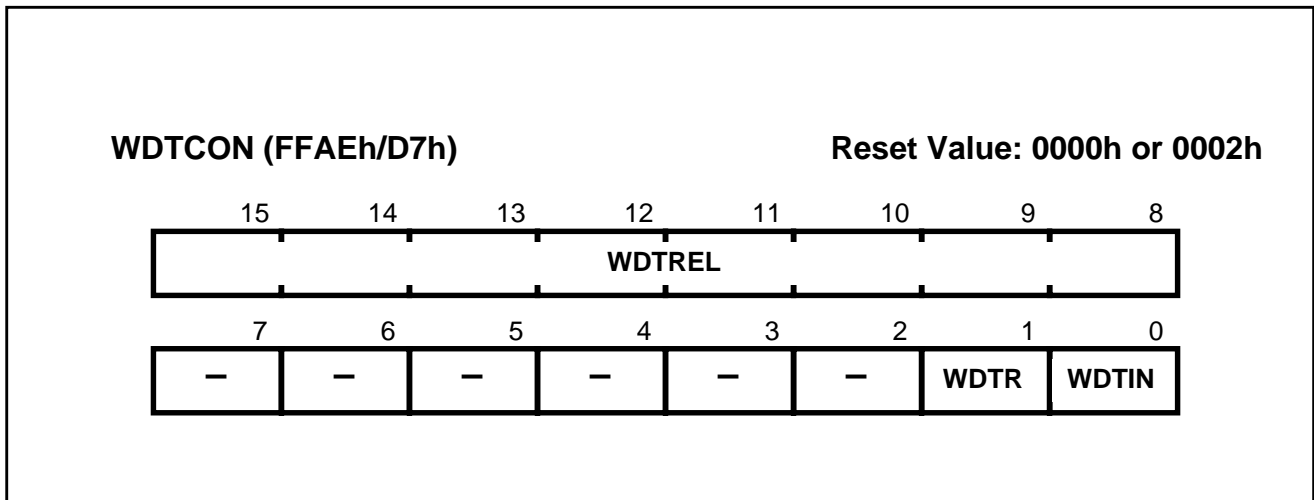 WDTCON (FFAEh/D7h) Reset Value: 0000h or 0002h
15 14 13 12 11 10 9 8
WDTREL
7 6 5 4 3 2 1 0
– – – – – – WDTR WDTIN